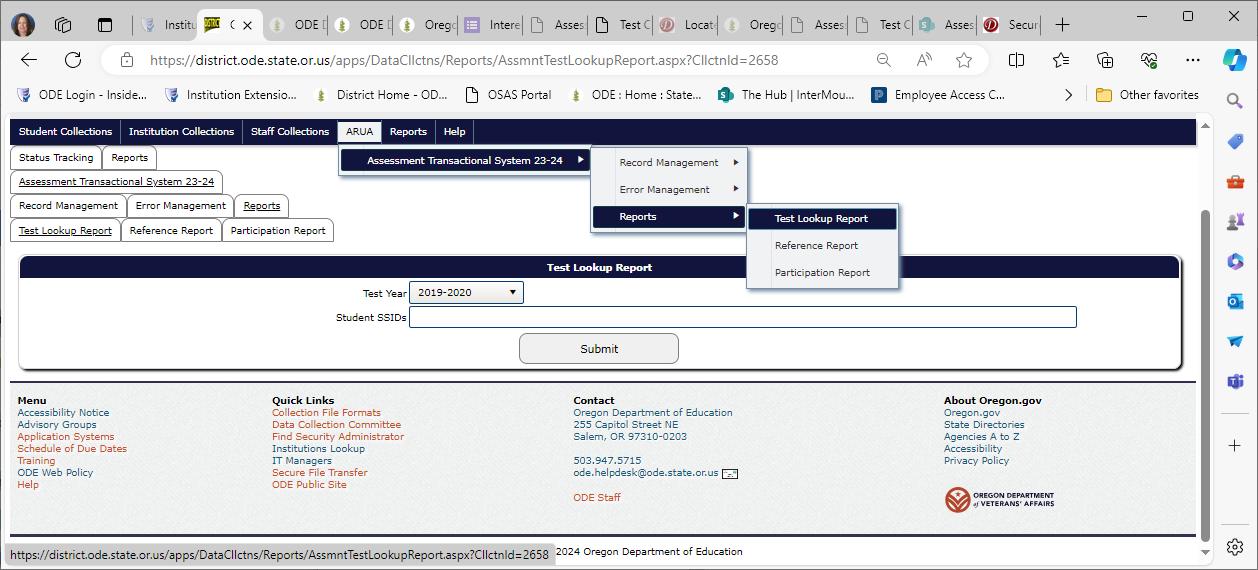 Institu
C
ODE D
ODE D
Orego
Intere
Asses
Test C
Locat
Orego
Asses
Test C
Asses
Secur
https://district.ode.state.or.us/apps/DataCllctns/Reports/AssmntTestLookupReport.aspx?CllctnId=2658
ODE Login - Inside...
Institution Extensio...
District Home - OD...
OSAS Portal
ODE : Home : State...
The Hub | InterMou...
Employee Access C...
Other favorites
Student Collections
Institution Collections
Staff Collections
ARUA
Reports
Help
Status Tracking
Reports
Assessment Transactional System 23-24
Record Management
Assessment Transactional System 23-24
Error Management
Record Management
Error Management
Reports
Reports
Test Lookup Report
Test Lookup Report
Reference Report
Participation Report
Reference Report
Participation Report
Test Lookup Report
Test Year
2019-2020
Student SSIDs
Submit
Menu
Accessibility Notice
Advisory Groups
Application Systems
Schedule of Due Dates
Training
ODE Web Policy
Help
Quick Links
Collection File Formats
Data Collection Committee
Find Security Administrator
Institutions Lookup
IT Managers
Secure File Transfer
ODE Public Site
Contact
Oregon Department of Education
255 Capitol Street NE
Salem, OR 97310-0203
503.947.5715
ode.helpdesk@ode.state.or.us
ODE Staff
About Oregon.gov
Oregon.gov
State Directories
Agencies A to Z
Accessibility
Privacy Policy
OREGON DEPARTMENT
of VETERANS' AFFAIRS
https://district.ode.state.or.us/apps/DataCllctns/Reports/AssmntTestLookupReport.aspx?CllctnId=2658
2024 Oregon Department of Education